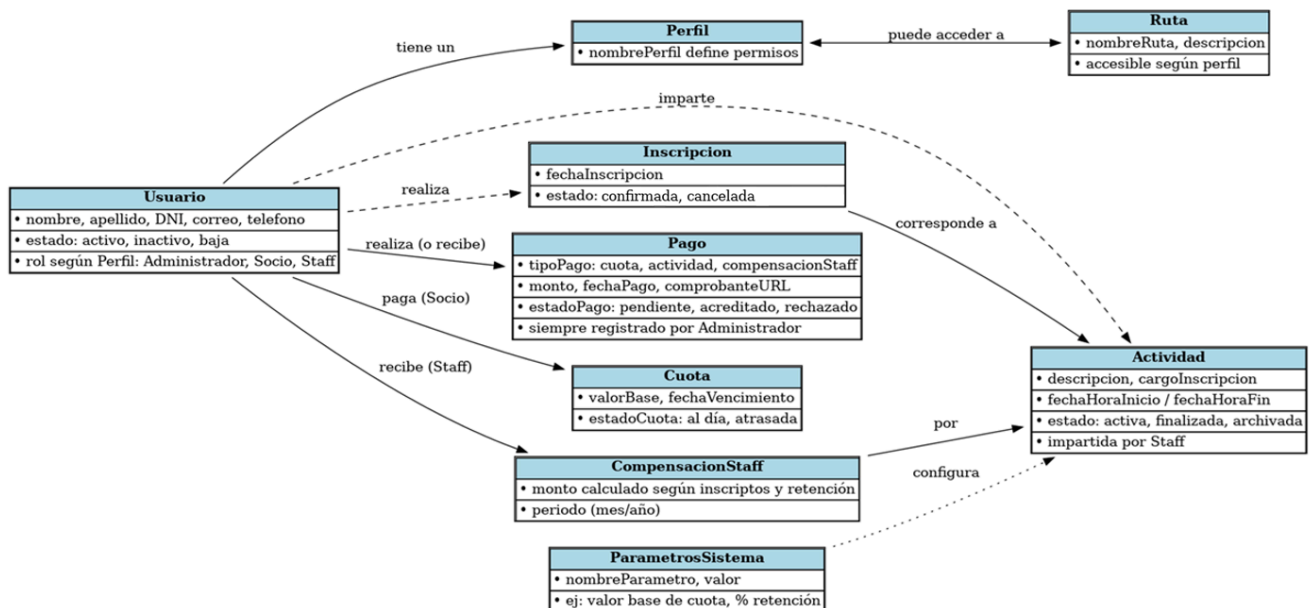 Perfil
• nombrePerfil define permisos
Ruta
• nombreRuta, descripcion
• accesible según perfil
tiene un
puede acceder a
imparte
Inscripcion
• fechaInscripcion
• estado: confirmada, cancelada
Usuario
• nombre, apellido, DNI, correo, telefono
• estado: activo, inactivo, baja
• rol según Perfil: Administrador, Socio, Staff
realiza
realiza (o recibe)
paga (Socio)
recibe (Staff)
corresponde a
Pago
• tipoPago: cuota, actividad, compensacionStaff
• monto, fechaPago, comprobanteURL
• estadoPago: pendiente, acreditado, rechazado
• siempre registrado por Administrador
Cuota
• valorBase, fechaVencimiento
• estadoCuota: al día, atrasada
Actividad
• descripcion, cargoInscripcion
• fechaHoraInicio / fechaHoraFin
• estado: activa, finalizada, archivada
• impartida por Staff
por
configura
CompensacionStaff
• monto calculado según inscriptos y retención
• periodo (mes/año)
ParametrosSistema
• nombreParametro, valor
• ej: valor base de cuota, % retención